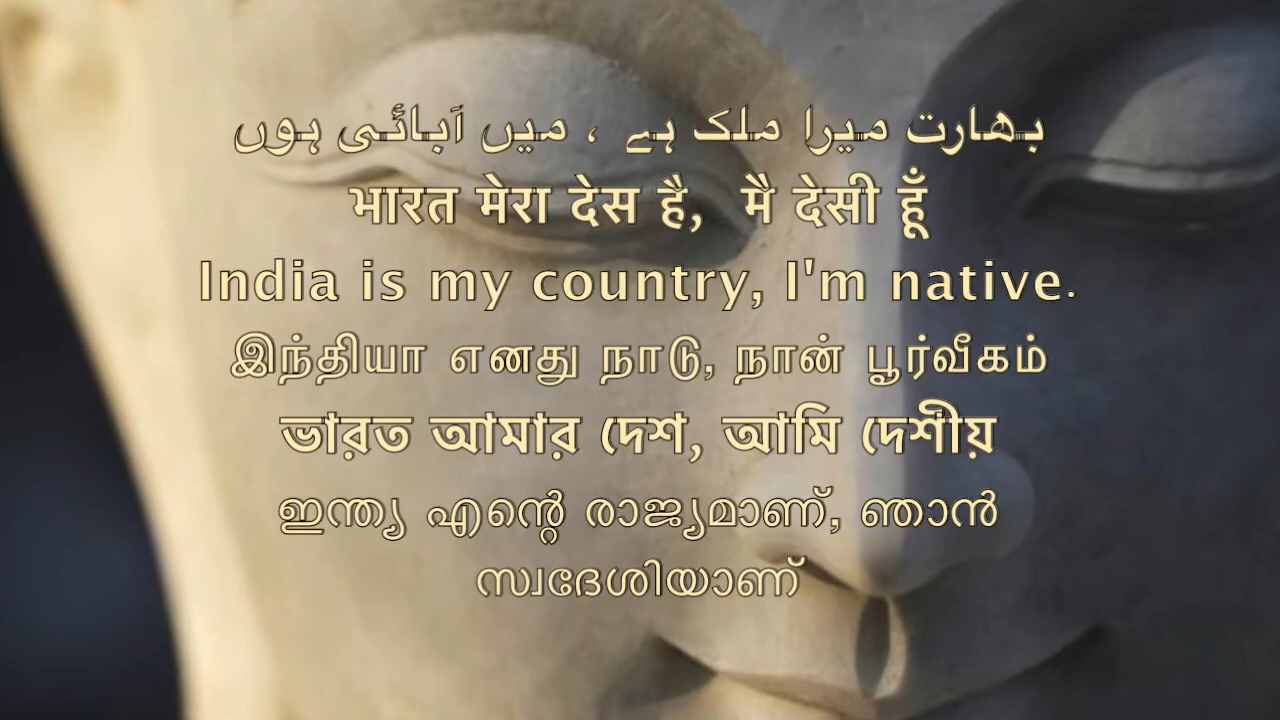 بھارت میرا ملک ہے ، میں آبائی ہوں
भारत मेरा देस है, मै देसी हूँ
India is my country, I'm native.
இந்தியா எனது நாடு, நான் பூர்வீகம்
ভারত আমার দেশ, আমি দেশীয়
ഇന്ത്യ എന്റെ രാജ്യമാണ്, ഞാൻ
സ്വദേശിയാണ്